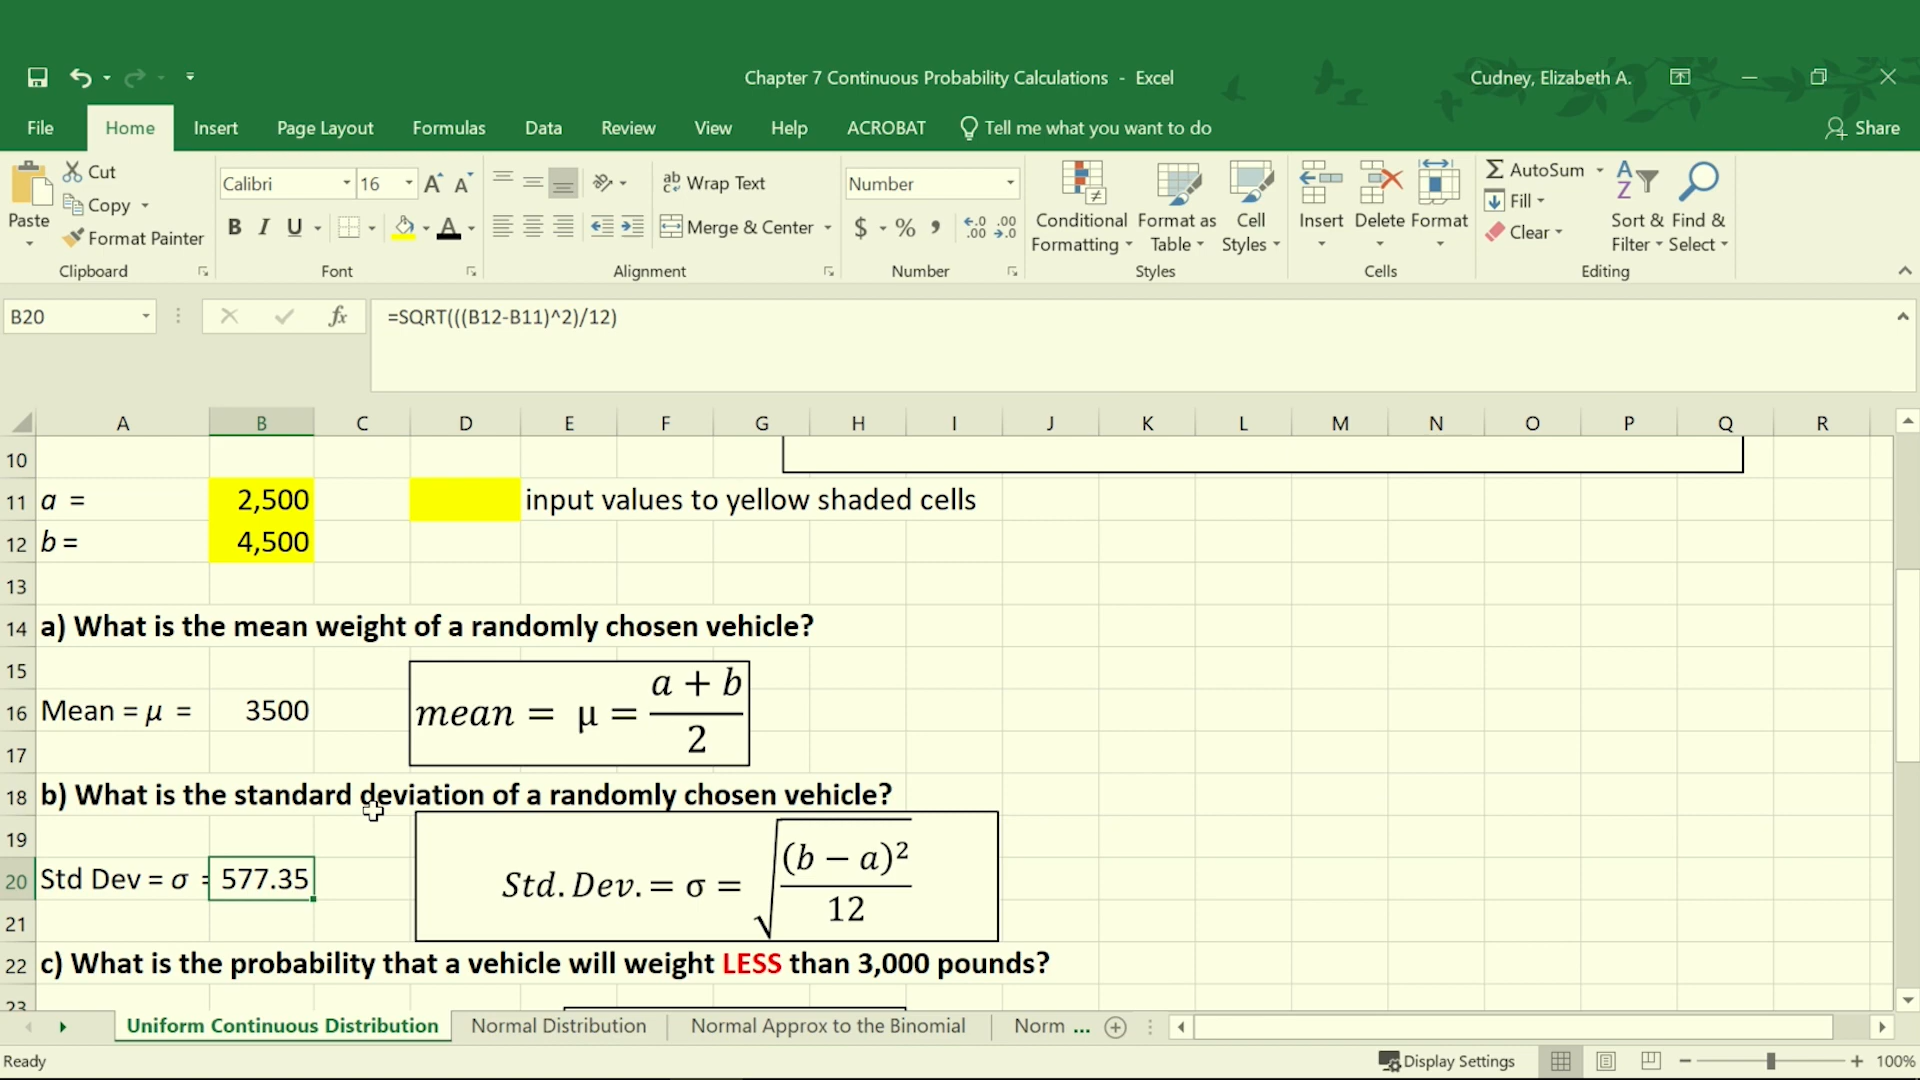 Chapter 7 Continuous Probability Calculations - Excel
Cudney, Elizabeth A.
File Home Insert Page Layout Formulas Data Review View Help ACROBAT Tell me what you want to do Share
Paste
Cut
Copy
Format Painter
Clipboard
Calibri 16
B I U
Font
Wrap Text
Merge & Center
Alignment
Number
$ % ,
Number
Conditional Formatting
Format as Table
Cell Styles
Styles
Insert Delete Format
Cells
AutoSum
Fill
Clear
Sort & Filter
Find & Select
Editing
B20 fx =SQRT(((B12-B11)^2)/12)
A B C D E F G H I J K L M N O P Q R
10
11 a = 2,500 input values to yellow shaded cells
12 b = 4,500
13
14 a) What is the mean weight of a randomly chosen vehicle?
15
16 Mean = μ = 3500 mean = μ = (a + b)/2
17
18 b) What is the standard deviation of a randomly chosen vehicle?
19
20 Std Dev = σ = 577.35 Std. Dev. = σ = √((b − a)²/12)
21
22 c) What is the probability that a vehicle will weight LESS than 3,000 pounds?
23
Uniform Continuous Distribution Normal Distribution Normal Approx to the Binomial Norm ...
Ready Display Settings 100%